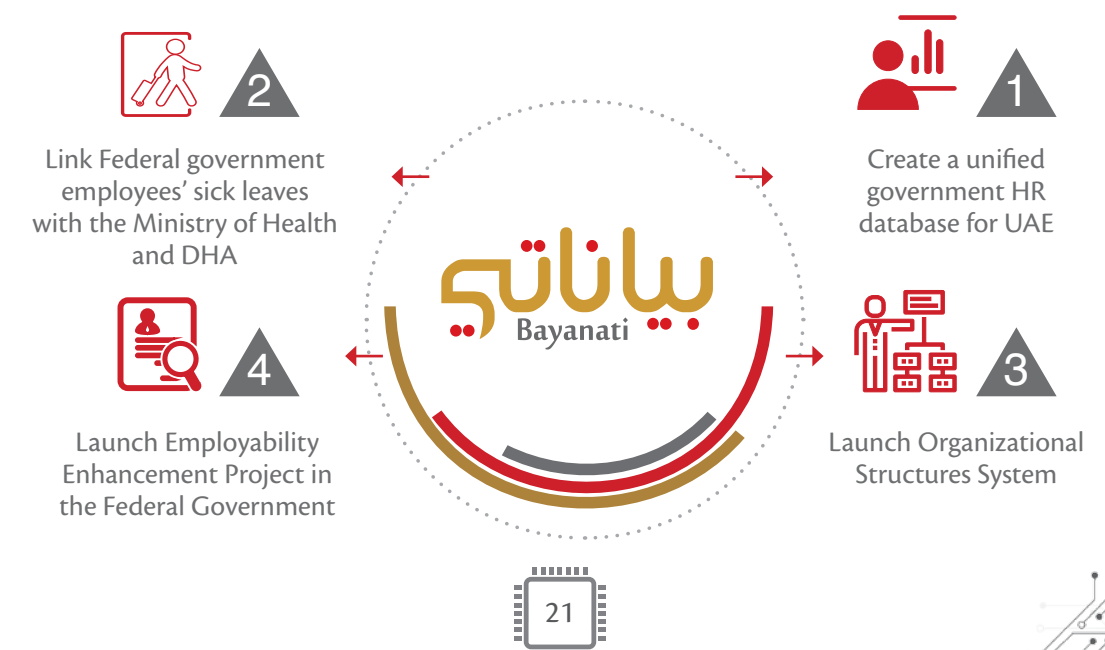 1
Create a unified
government HR
database for UAE
2
Link Federal government
employees’ sick leaves
with the Ministry of Health
and DHA
بياناتي
Bayanati
3
Launch Organizational
Structures System
4
Launch Employability
Enhancement Project in
the Federal Government
21